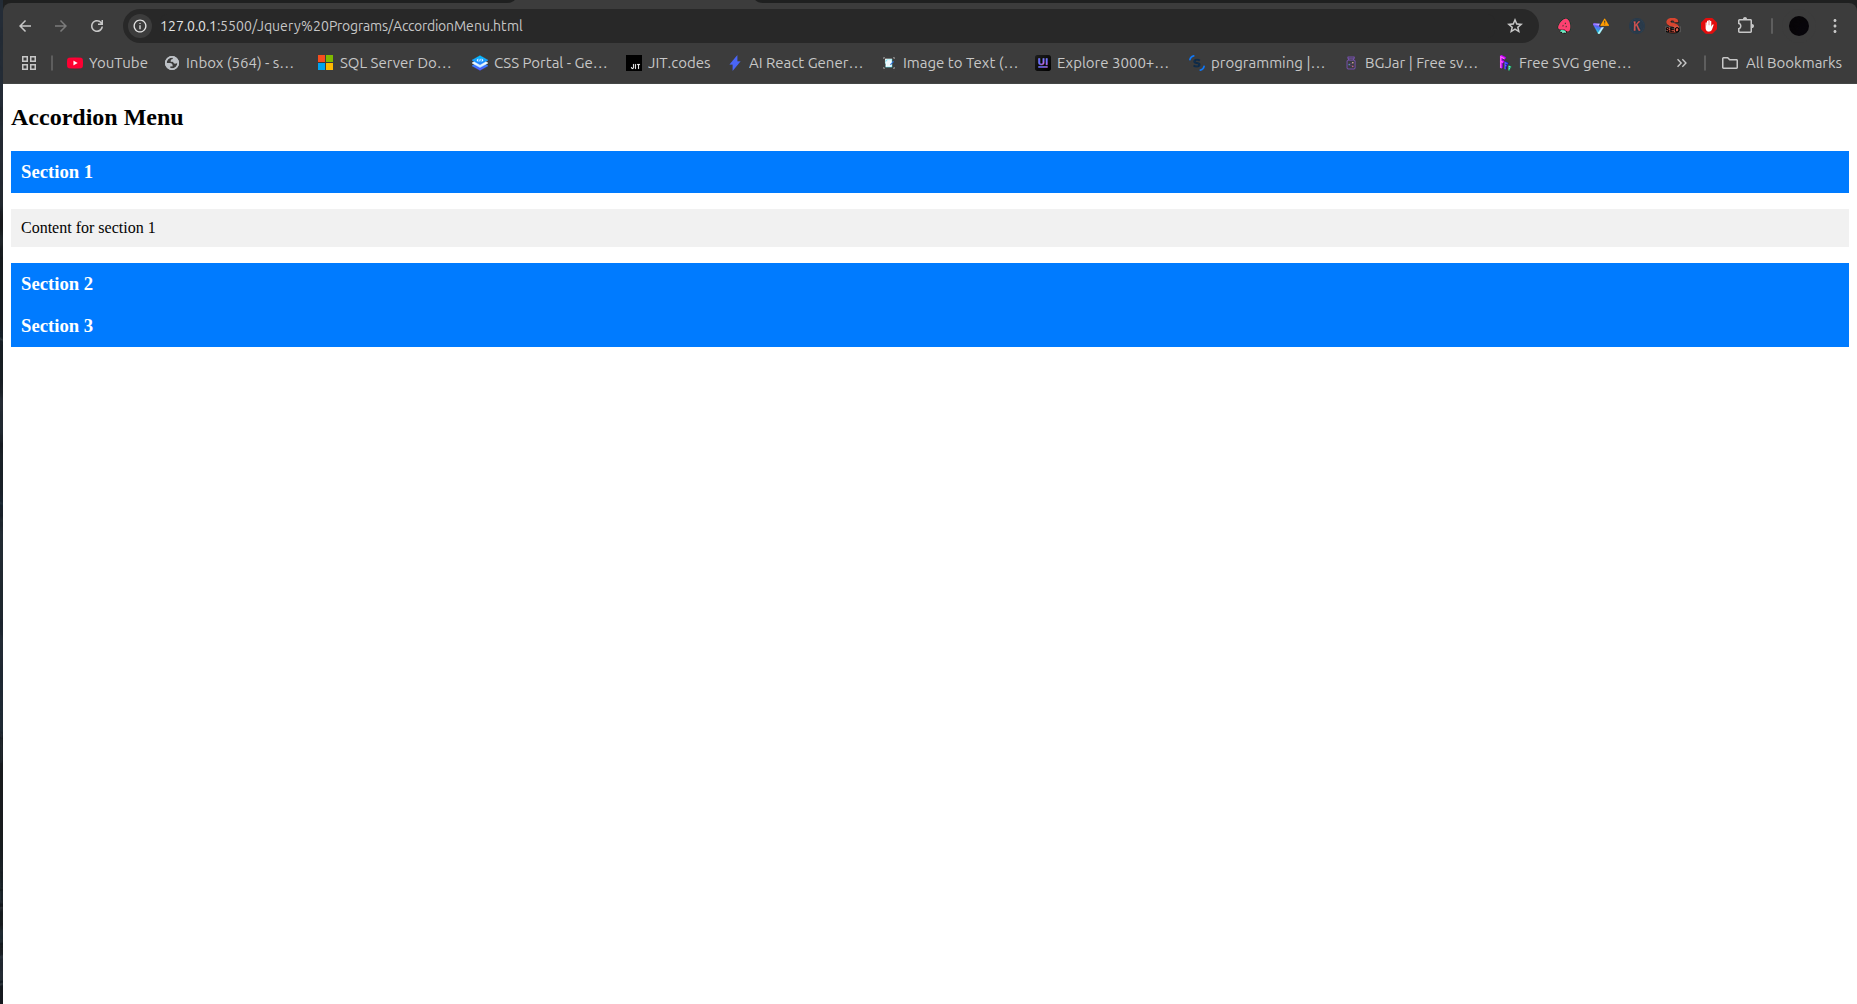 127.0.0.1:5500/Jquery%20Programs/AccordionMenu.html
YouTube Inbox (564) - s... SQL Server Do... CSS Portal - Ge... JIT.codes AI React Gener... Image to Text (... Explore 3000+... programming |... BGJar | Free sv... Free SVG gene... » All Bookmarks
Accordion Menu
Section 1
Content for section 1
Section 2
Section 3